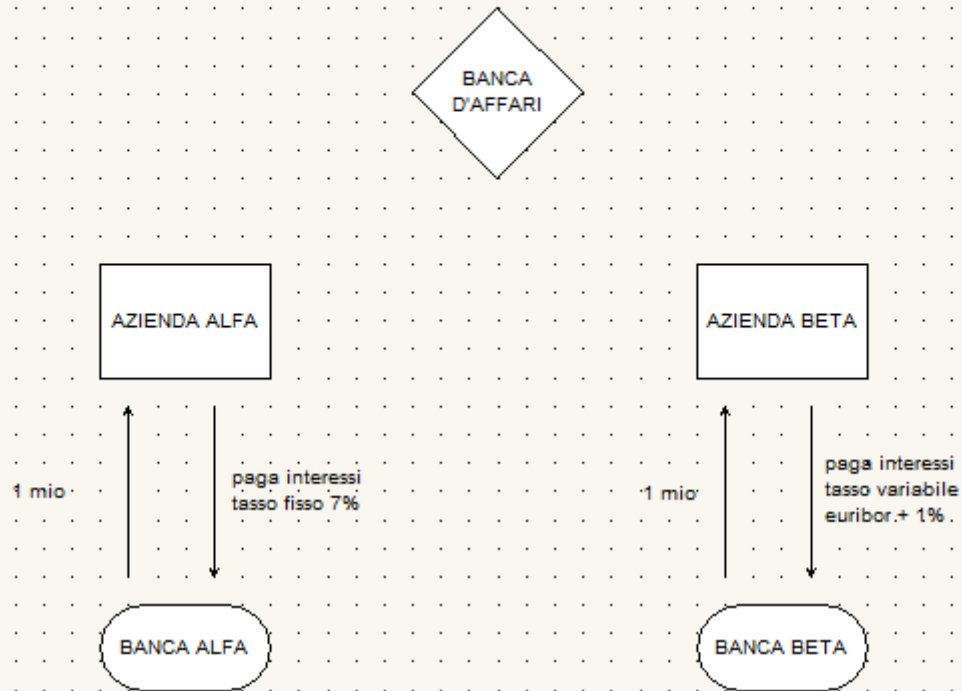 BANCA
D'AFFARI
AZIENDA ALFA
AZIENDA BETA
1 mio
paga interessi
tasso fisso 7%
1 mio
paga interessi
tasso variabile
euribor + 1%
BANCA ALFA
BANCA BETA